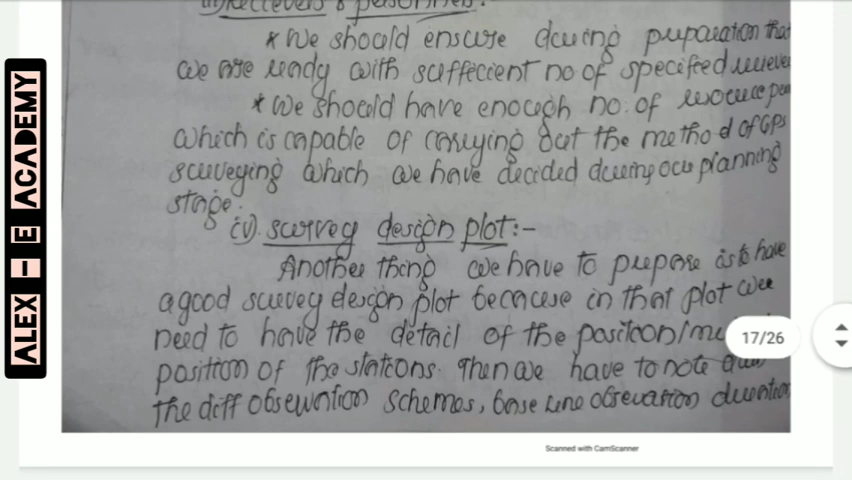 & personnel:
* We should ensure during preparation that
we are ready with suffecient no of specified
* We should have enough no. of
which is capable of carrying out the method of GPS
surveying which we have decided during our planning
stage.
(iv) survey design plot:-
Another thing we have to prepare is to have
a good survey design plot because in that plot we
need to have the detail of the position/
position of the stations. Then we have to note
the diff observation schemes, base line observation duration
17/26
Scanned with CamScanner
ALEX - E ACADEMY